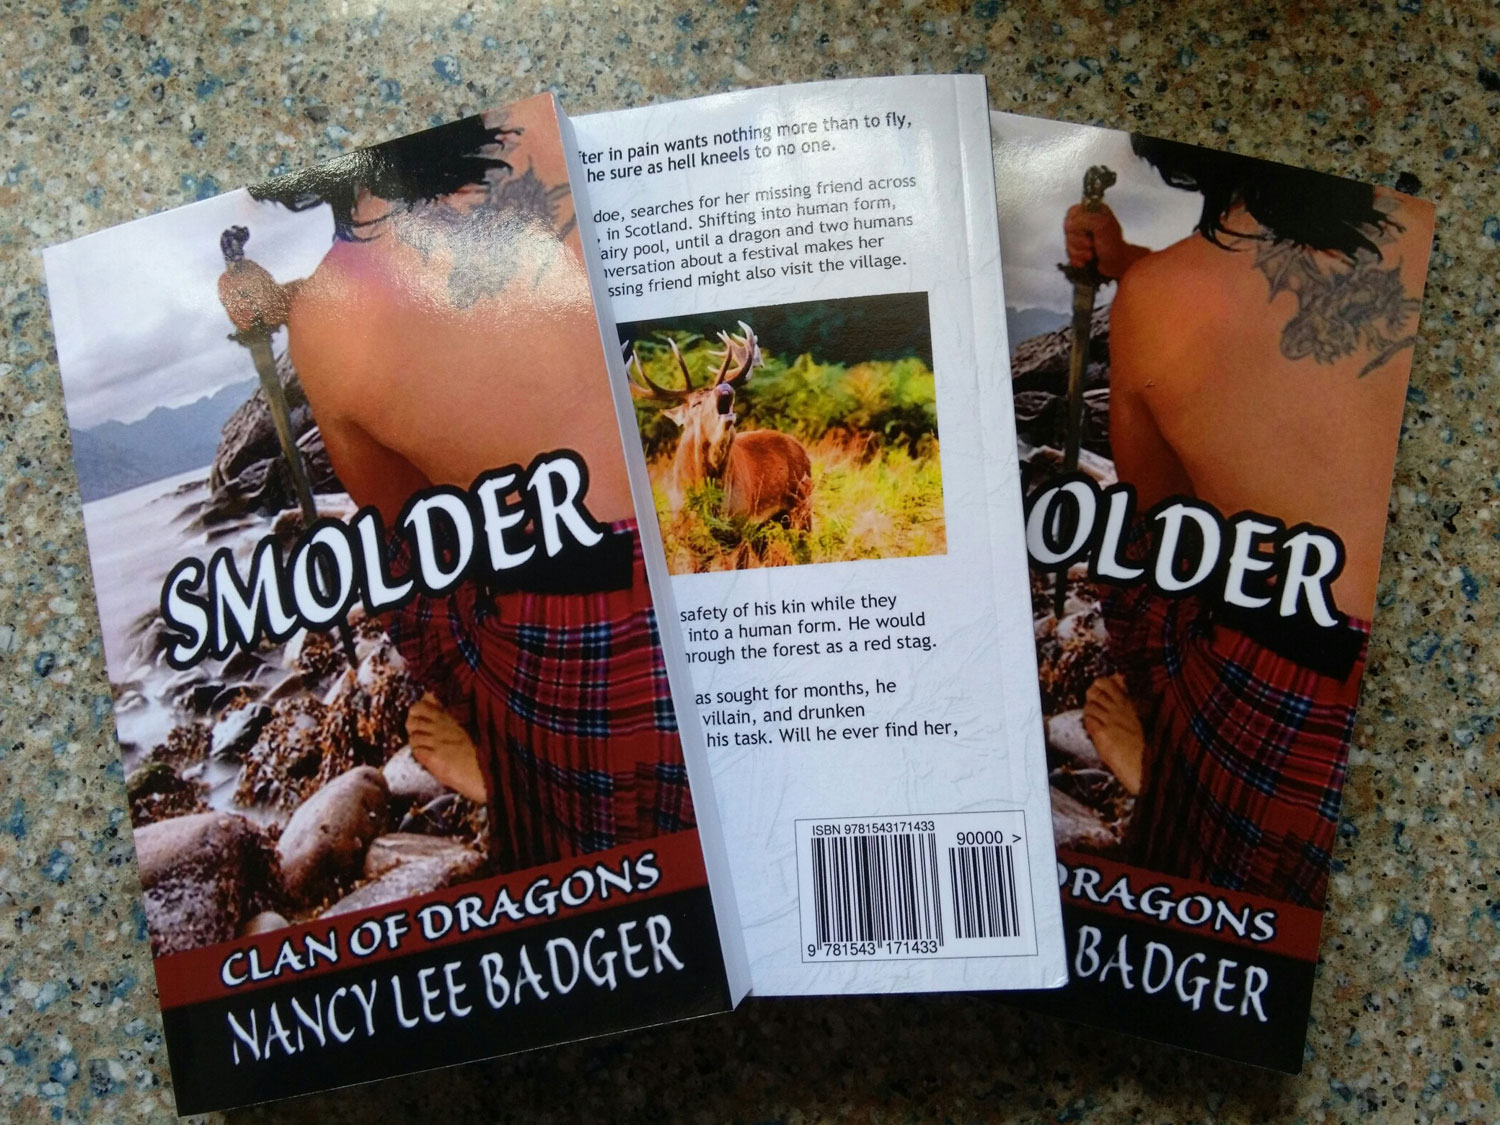 SMOLDER
CLAN OF DRAGONS
NANCY LEE BADGER
in pain wants nothing more than to fly,
he sure as hell kneels to no one.
doe, searches for her missing friend across
, in Scotland. Shifting into human form,
airy pool, until a dragon and two humans
nversation about a festival makes her
ssing friend might also visit the village.
safety of his kin while they
into a human form. He would
hrough the forest as a red stag.
as sought for months, he
villain, and drunken
his task. Will he ever find her,
ISBN 9781543171433
90000 >
9 781543 171433
OLDER
DRAGONS
BADGER